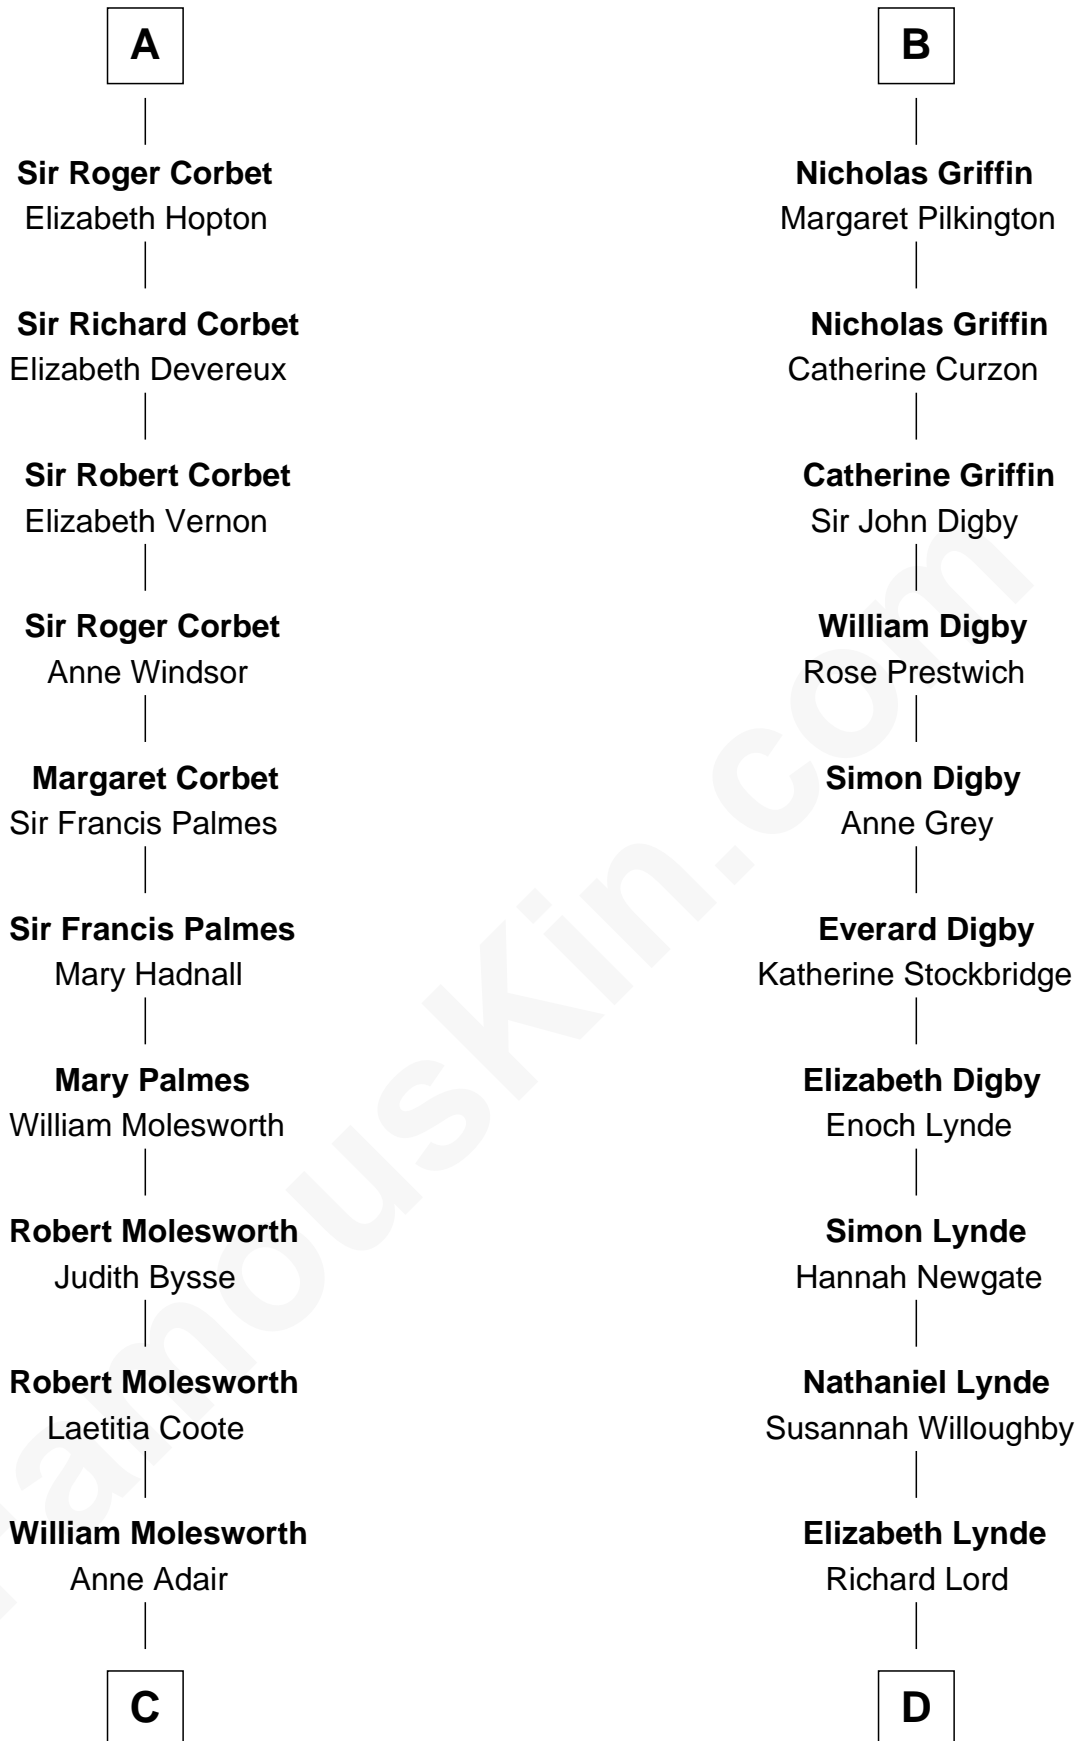 A
Sir Roger Corbet
Elizabeth Hopton
Sir Richard Corbet
Elizabeth Devereux
Sir Robert Corbet
Elizabeth Vernon
Sir Roger Corbet
Anne Windsor
Margaret Corbet
Sir Francis Palmes
Sir Francis Palmes
Mary Hadnall
Mary Palmes
William Molesworth
Robert Molesworth
Judith Bysse
Robert Molesworth
Laetitia Coote
William Molesworth
Anne Adair
C
B
Nicholas Griffin
Margaret Pilkington
Nicholas Griffin
Catherine Curzon
Catherine Griffin
Sir John Digby
William Digby
Rose Prestwich
Simon Digby
Anne Grey
Everard Digby
Katherine Stockbridge
Elizabeth Digby
Enoch Lynde
Simon Lynde
Hannah Newgate
Nathaniel Lynde
Susannah Willoughby
Elizabeth Lynde
Richard Lord
D
FamousKin.com